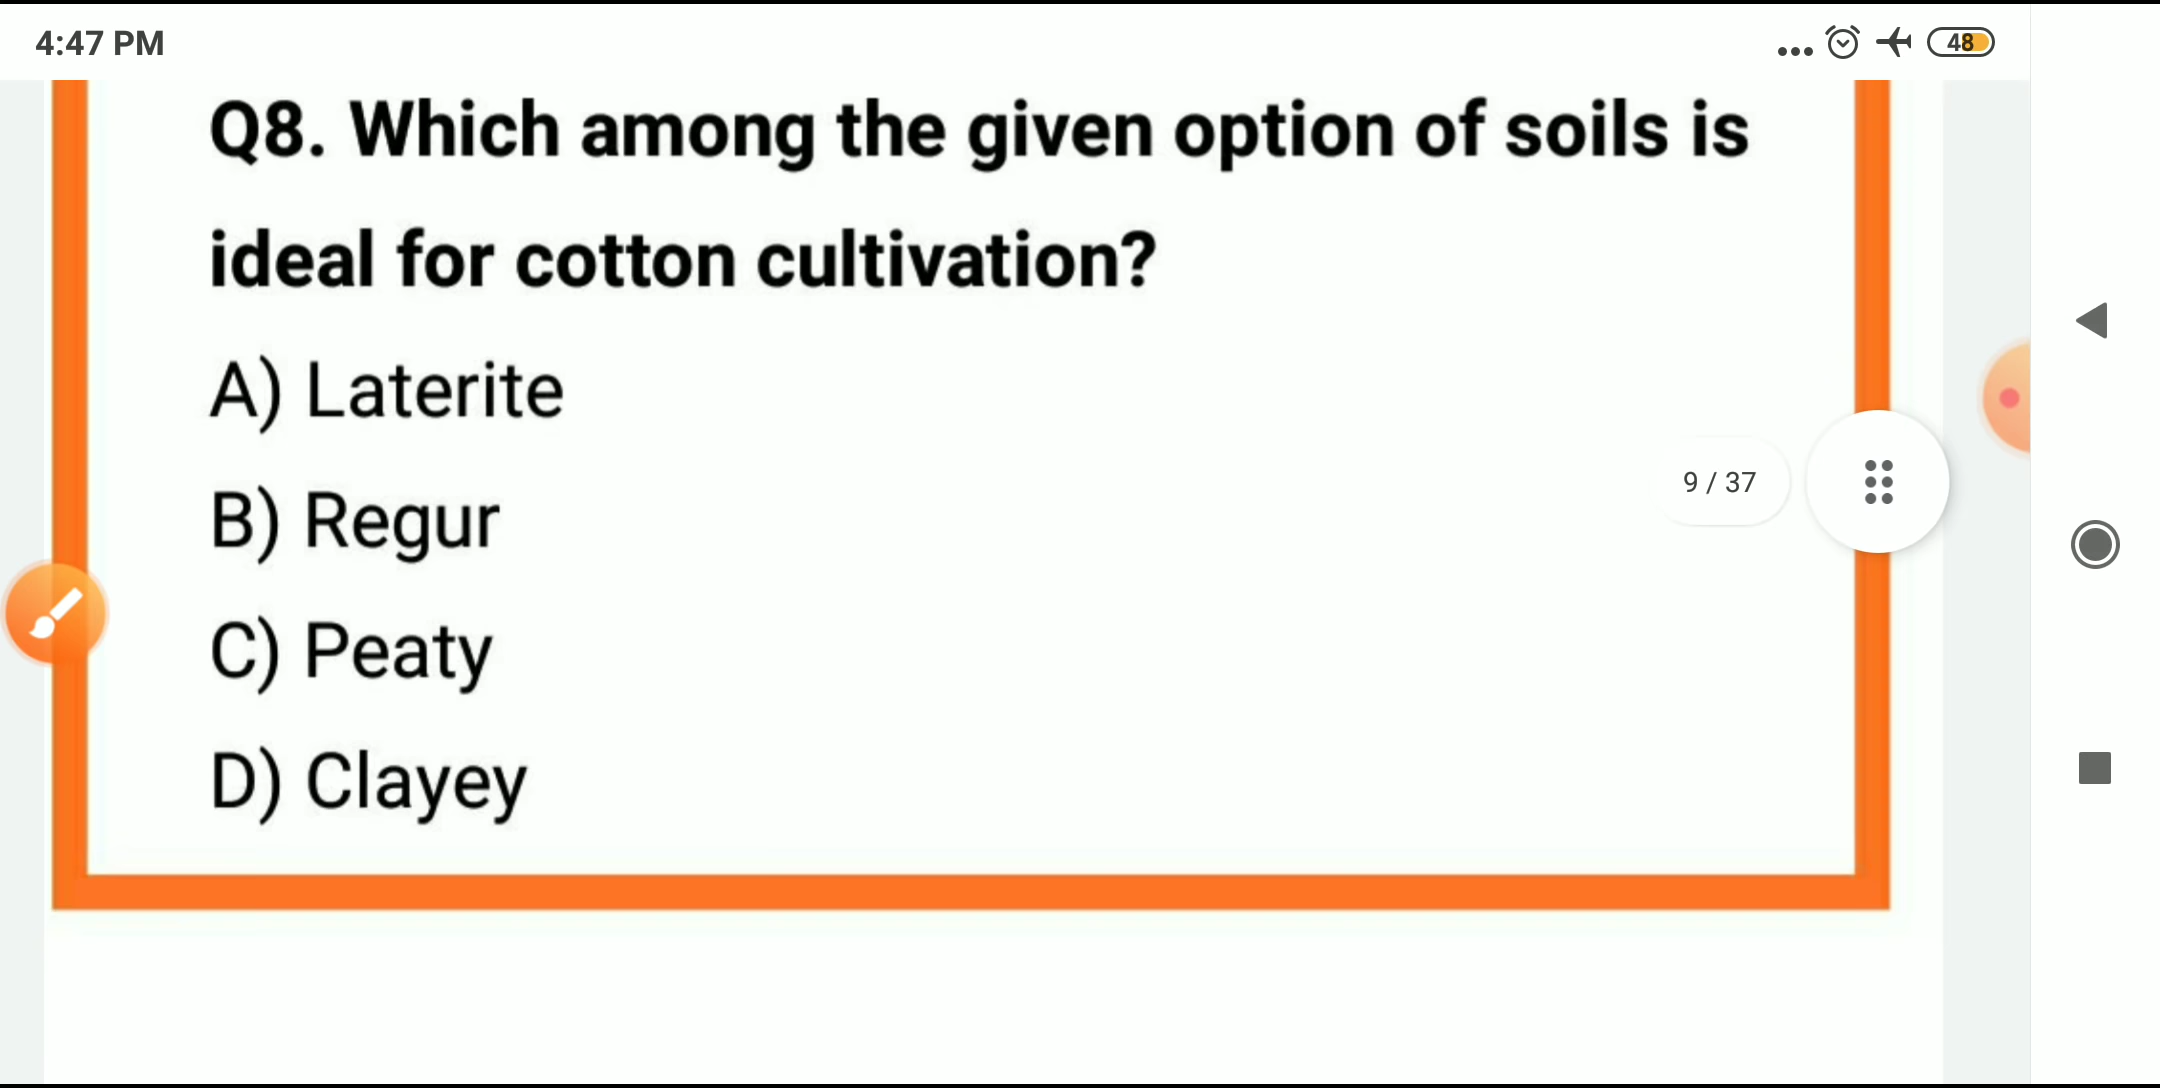 4:47 PM
48
Q8. Which among the given option of soils is
ideal for cotton cultivation?
A) Laterite
9 / 37
B) Regur
C) Peaty
D) Clayey